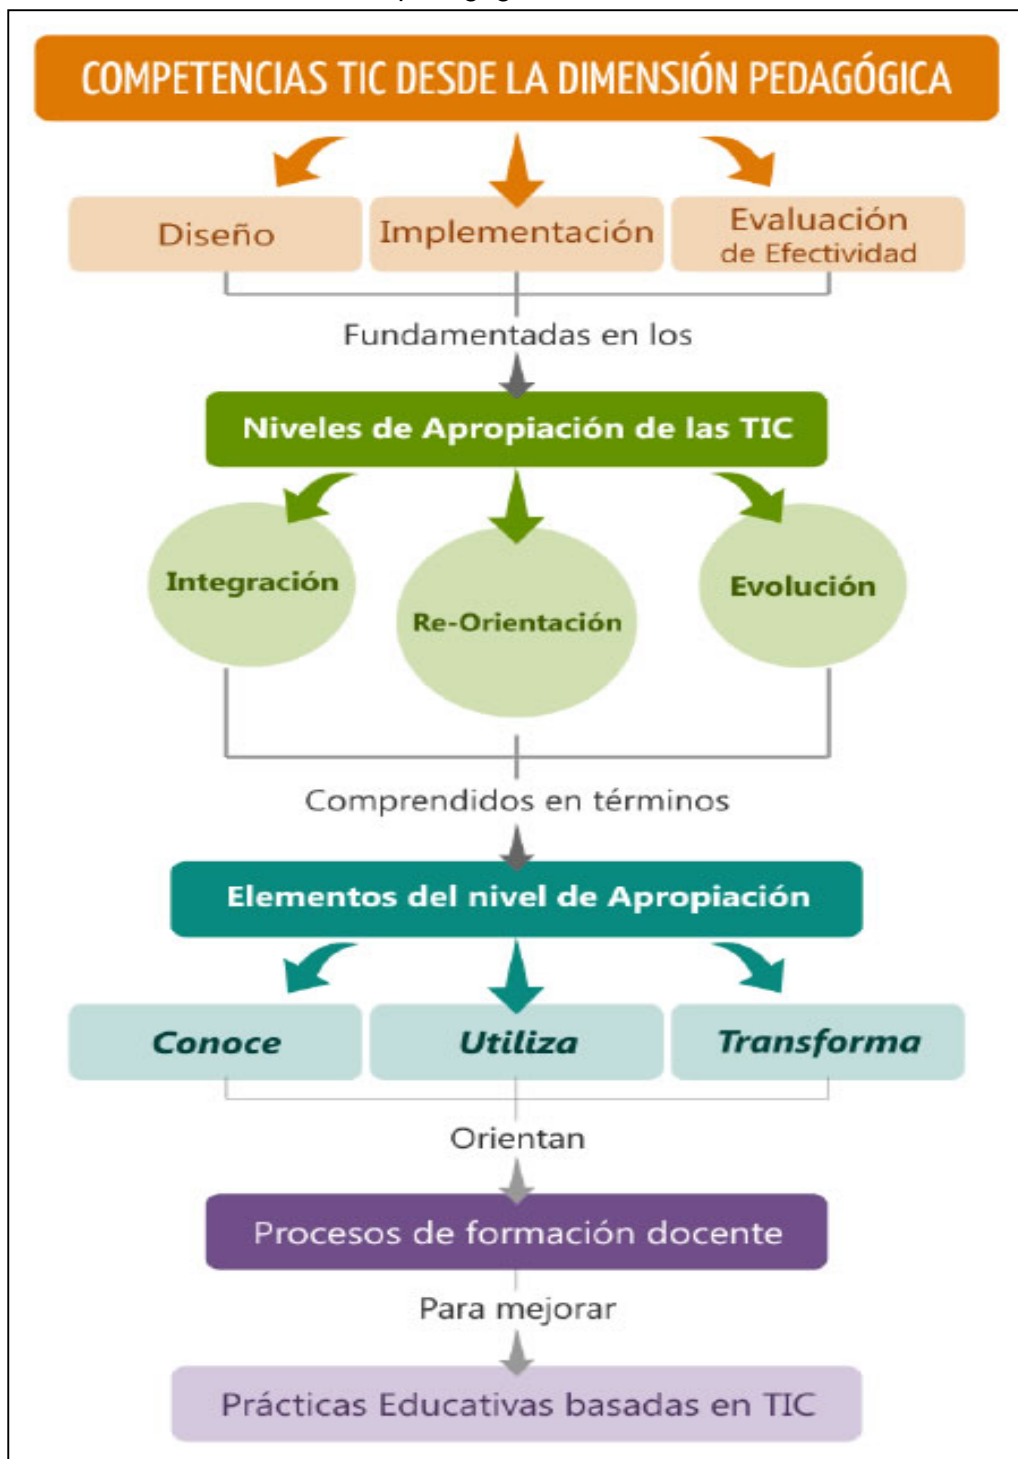 COMPETENCIAS TIC DESDE LA DIMENSIÓN PEDAGÓGICA
Diseño
Implementación
Evaluación
de Efectividad
Fundamentadas en los
Niveles de Apropiación de las TIC
Integración
Re-Orientación
Evolución
Comprendidos en términos
Elementos del nivel de Apropiación
Conoce
Utiliza
Transforma
Orientan
Procesos de formación docente
Para mejorar
Prácticas Educativas basadas en TIC